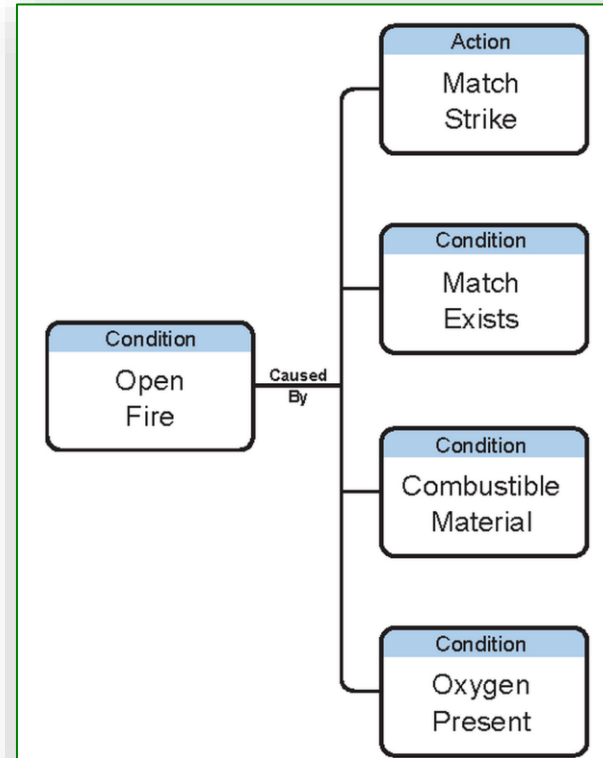 Condition
Open
Fire
Caused
By
Action
Match
Strike
Condition
Match
Exists
Condition
Combustible
Material
Condition
Oxygen
Present